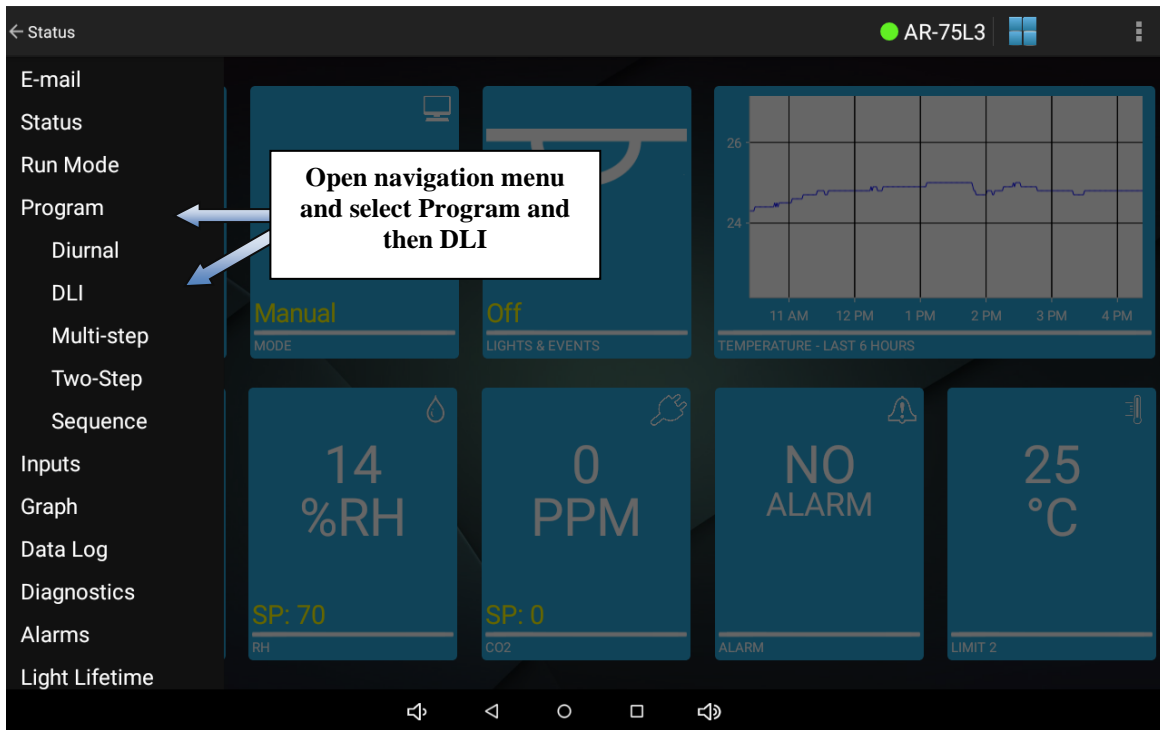 Status
AR-75L3
E-mail
Status
Run Mode
Program
Diurnal
DLI
Multi-step
Two-Step
Sequence
Inputs
Graph
Data Log
Diagnostics
Alarms
Light Lifetime
Open navigation menu
and select Program and
then DLI
Manual
MODE
Off
LIGHTS & EVENTS
26
24
11 AM 12 PM 1 PM 2 PM 3 PM 4 PM
TEMPERATURE - LAST 6 HOURS
14
%RH
SP: 70
RH
0
PPM
SP: 0
CO2
NO
ALARM
ALARM
25
°C
LIMIT 2